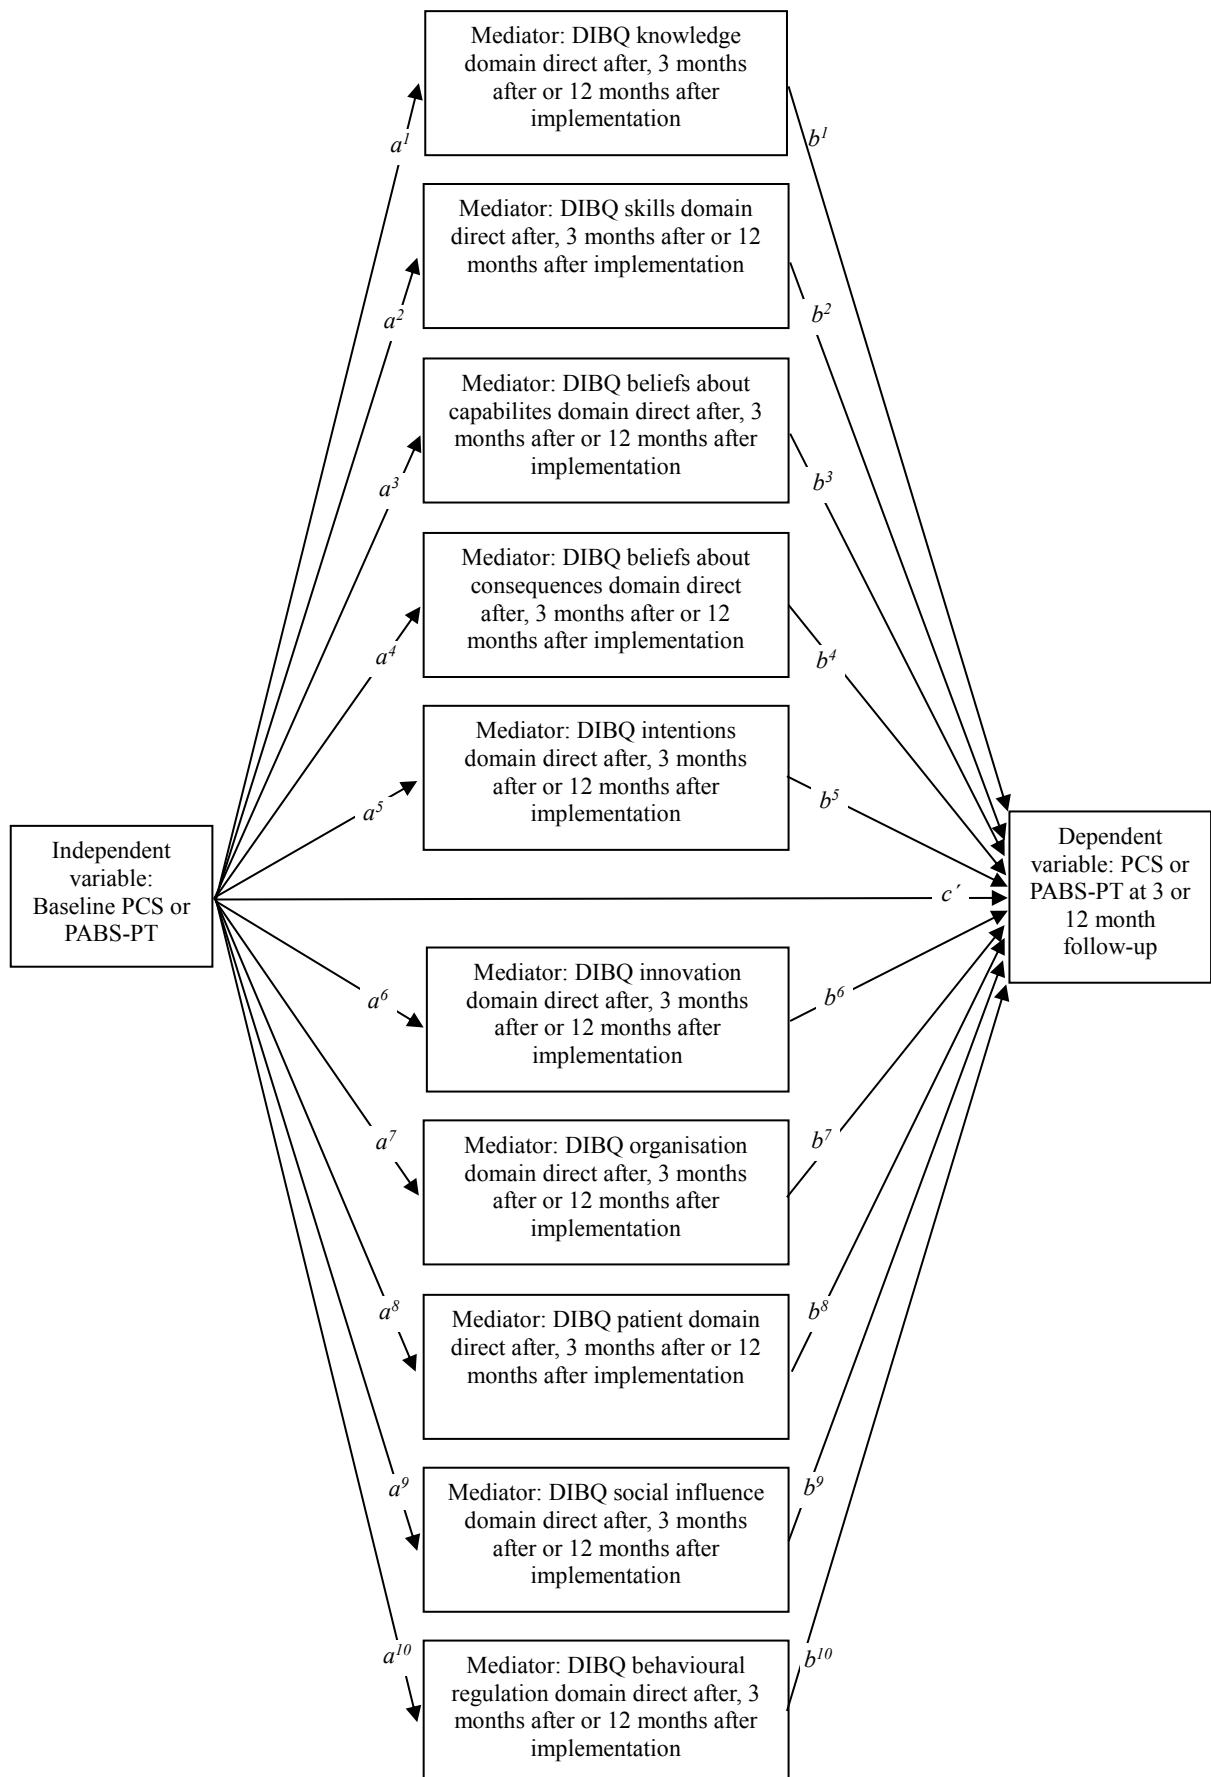 Mediator: DIBQ knowledge
domain direct after, 3 months
after or 12 months after
implementation
a1
b1
Mediator: DIBQ skills domain
direct after, 3 months after or 12
months after implementation
a2
b2
Mediator: DIBQ beliefs about
capabilites domain direct after, 3
months after or 12 months after
implementation
a3
b3
Mediator: DIBQ beliefs about
consequences domain direct
after, 3 months after or 12
months after implementation
a4
b4
Mediator: DIBQ intentions
domain direct after, 3 months
after or 12 months after
implementation
a5
b5
Independent
variable:
Baseline PCS or
PABS-PT
c´
Dependent
variable: PCS or
PABS-PT at 3 or
12 month
follow-up
Mediator: DIBQ innovation
domain direct after, 3 months
after or 12 months after
implementation
a6
b6
Mediator: DIBQ organisation
domain direct after, 3 months
after or 12 months after
implementation
a7
b7
Mediator: DIBQ patient domain
direct after, 3 months after or 12
months after implementation
a8
b8
Mediator: DIBQ social influence
domain direct after, 3 months
after or 12 months after
implementation
a9
b9
Mediator: DIBQ behavioural
regulation domain direct after, 3
months after or 12 months after
implementation
a10
b10